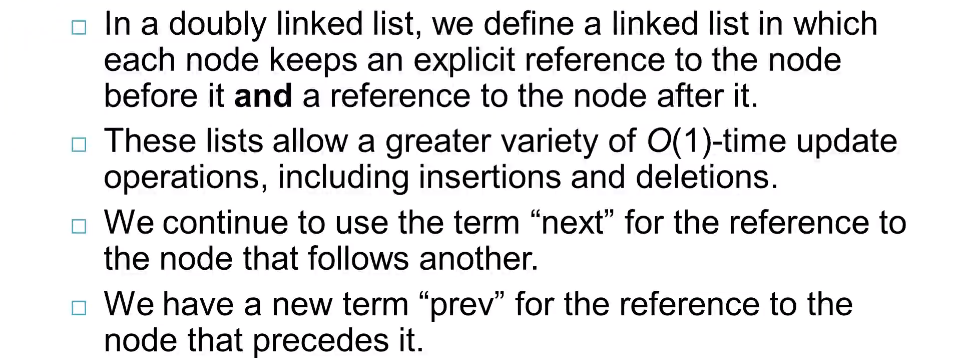 In a doubly linked list, we define a linked list in which
each node keeps an explicit reference to the node
before it and a reference to the node after it.
These lists allow a greater variety of O(1)-time update
operations, including insertions and deletions.
We continue to use the term “next” for the reference to
the node that follows another.
We have a new term “prev” for the reference to the
node that precedes it.